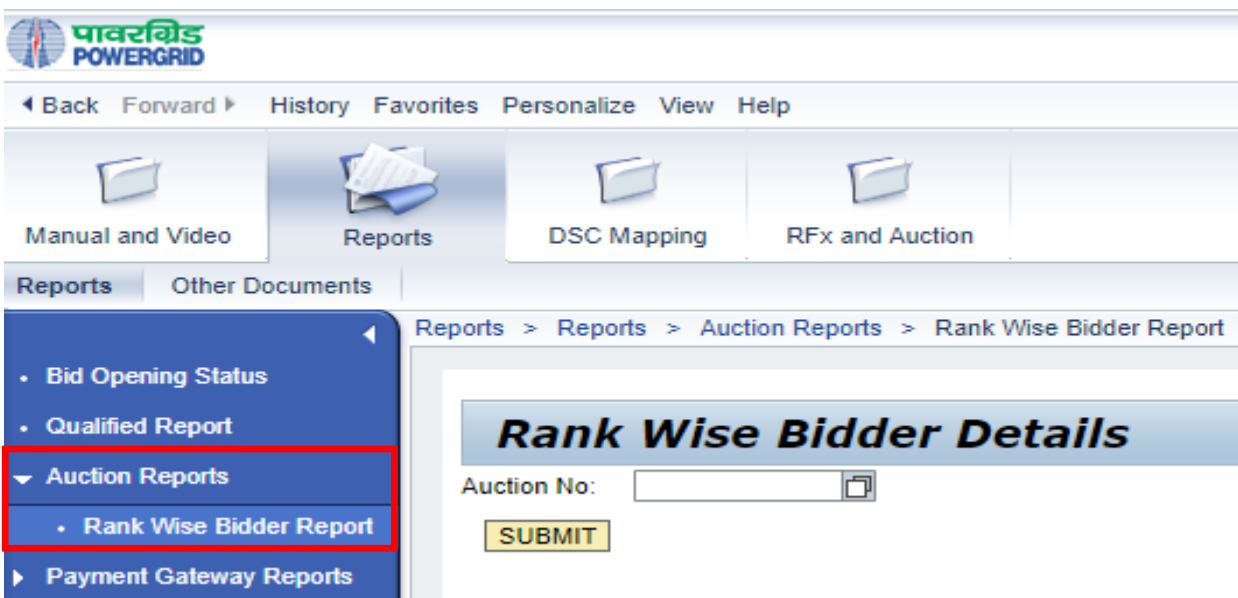 पावरग्रिड
POWERGRID
Back Forward History Favorites Personalize View Help
Manual and Video Reports DSC Mapping RFx and Auction
Reports Other Documents
Reports > Reports > Auction Reports > Rank Wise Bidder Report
• Bid Opening Status
• Qualified Report
Auction Reports
• Rank Wise Bidder Report
Payment Gateway Reports
Rank Wise Bidder Details
Auction No:
SUBMIT